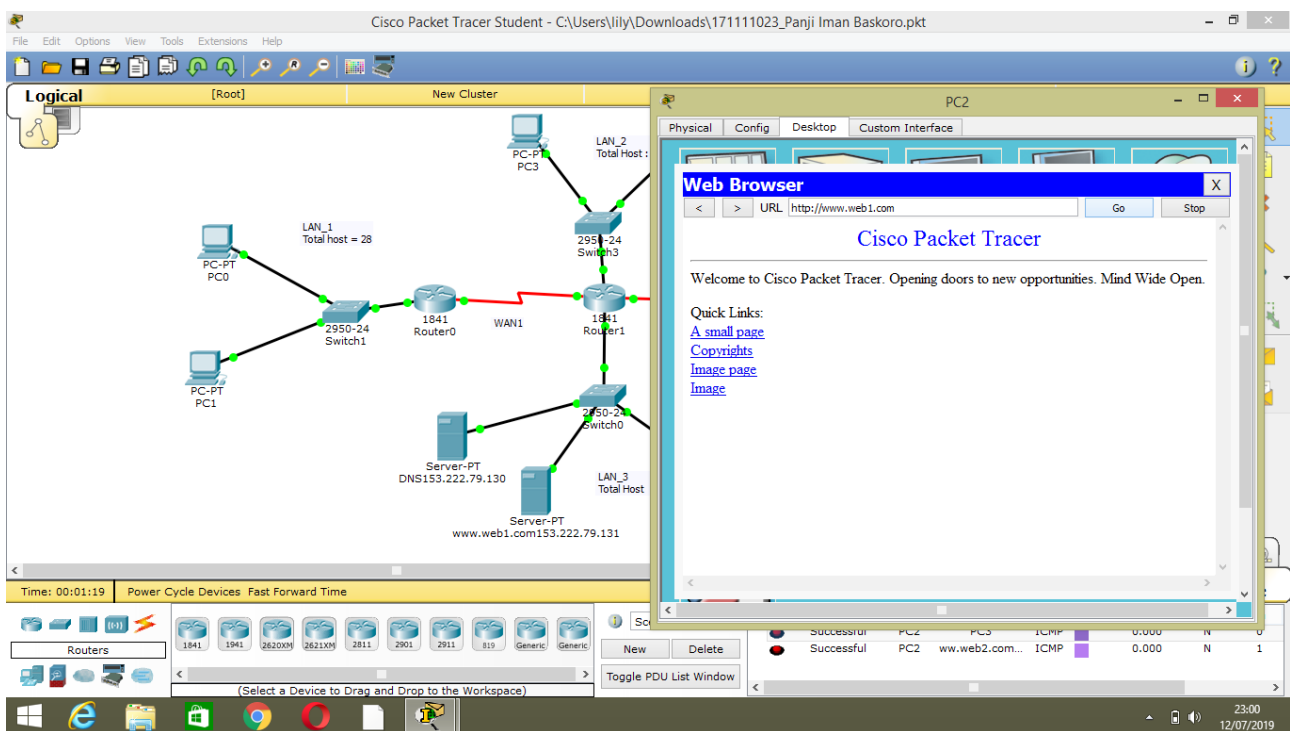 Cisco Packet Tracer Student - C:\Users\lily\Downloads\171111023_Panji Iman Baskoro.pkt
File Edit Options View Tools Extensions Help
Logical [Root] New Cluster
LAN_2
Total Host :
PC-PT
PC3
LAN_1
Total host = 28
PC-PT
PC0
2950-24
Switch3
1841
Router0
WAN1
1841
Router1
2950-24
Switch1
PC-PT
PC1
2950-24
Switch0
Server-PT
DNS153.222.79.130
LAN_3
Total Host
Server-PT
www.web1.com153.222.79.131
PC2
Physical Config Desktop Custom Interface
Web Browser X
< > URL http://www.web1.com Go Stop
Cisco Packet Tracer
Welcome to Cisco Packet Tracer. Opening doors to new opportunities. Mind Wide Open.
Quick Links:
A small page
Copyrights
Image page
Image
Time: 00:01:19 Power Cycle Devices Fast Forward Time
Routers
1841 1941 2620XM 2621XM 2811 2901 2911 819 Generic Generic
(Select a Device to Drag and Drop to the Workspace)
New Delete
Toggle PDU List Window
Successful PC2 PC3 ICMP 0.000 N 0
Successful PC2 ww.web2.com... ICMP 0.000 N 1
23:00
12/07/2019